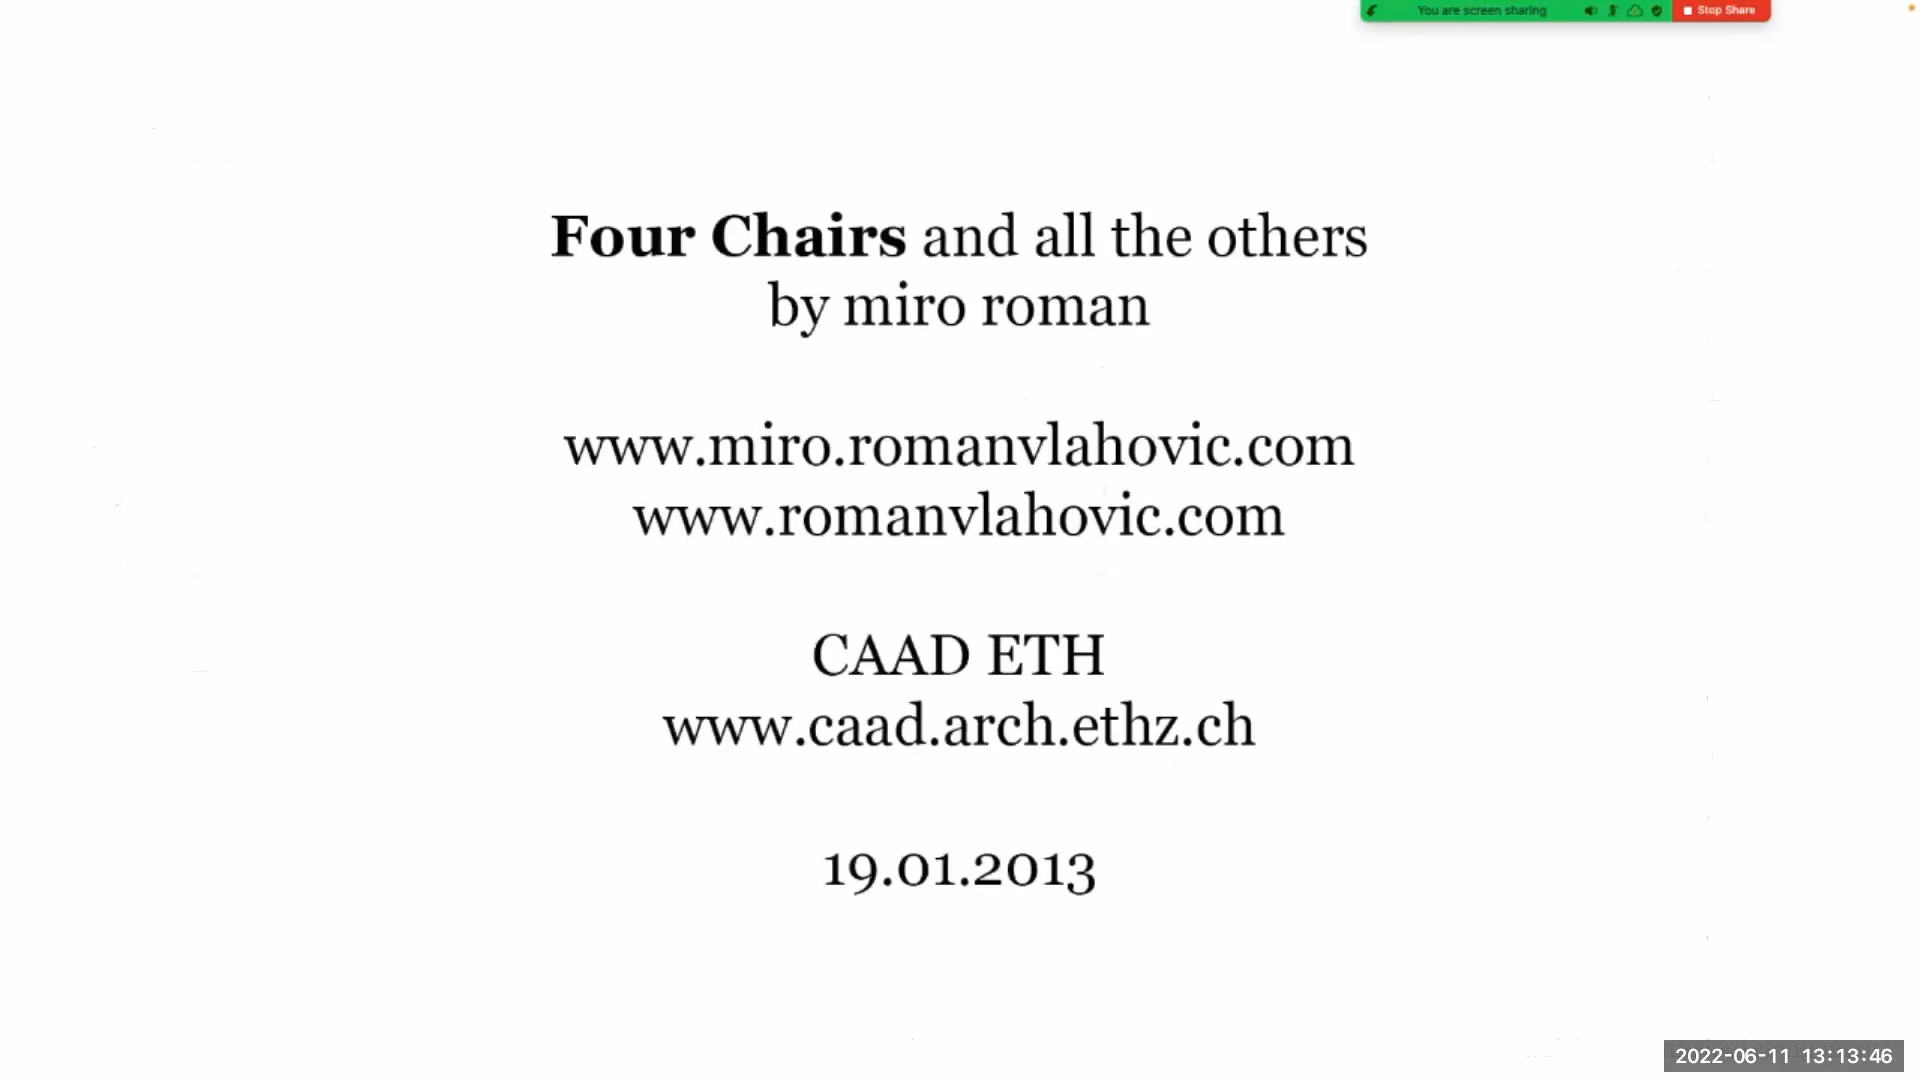 You are screen sharing
Stop Share
Four Chairs and all the others
by miro roman
www.miro.romanvlahovic.com
www.romanvlahovic.com
CAAD ETH
www.caad.arch.ethz.ch
19.01.2013
2022-06-11 13:13:46